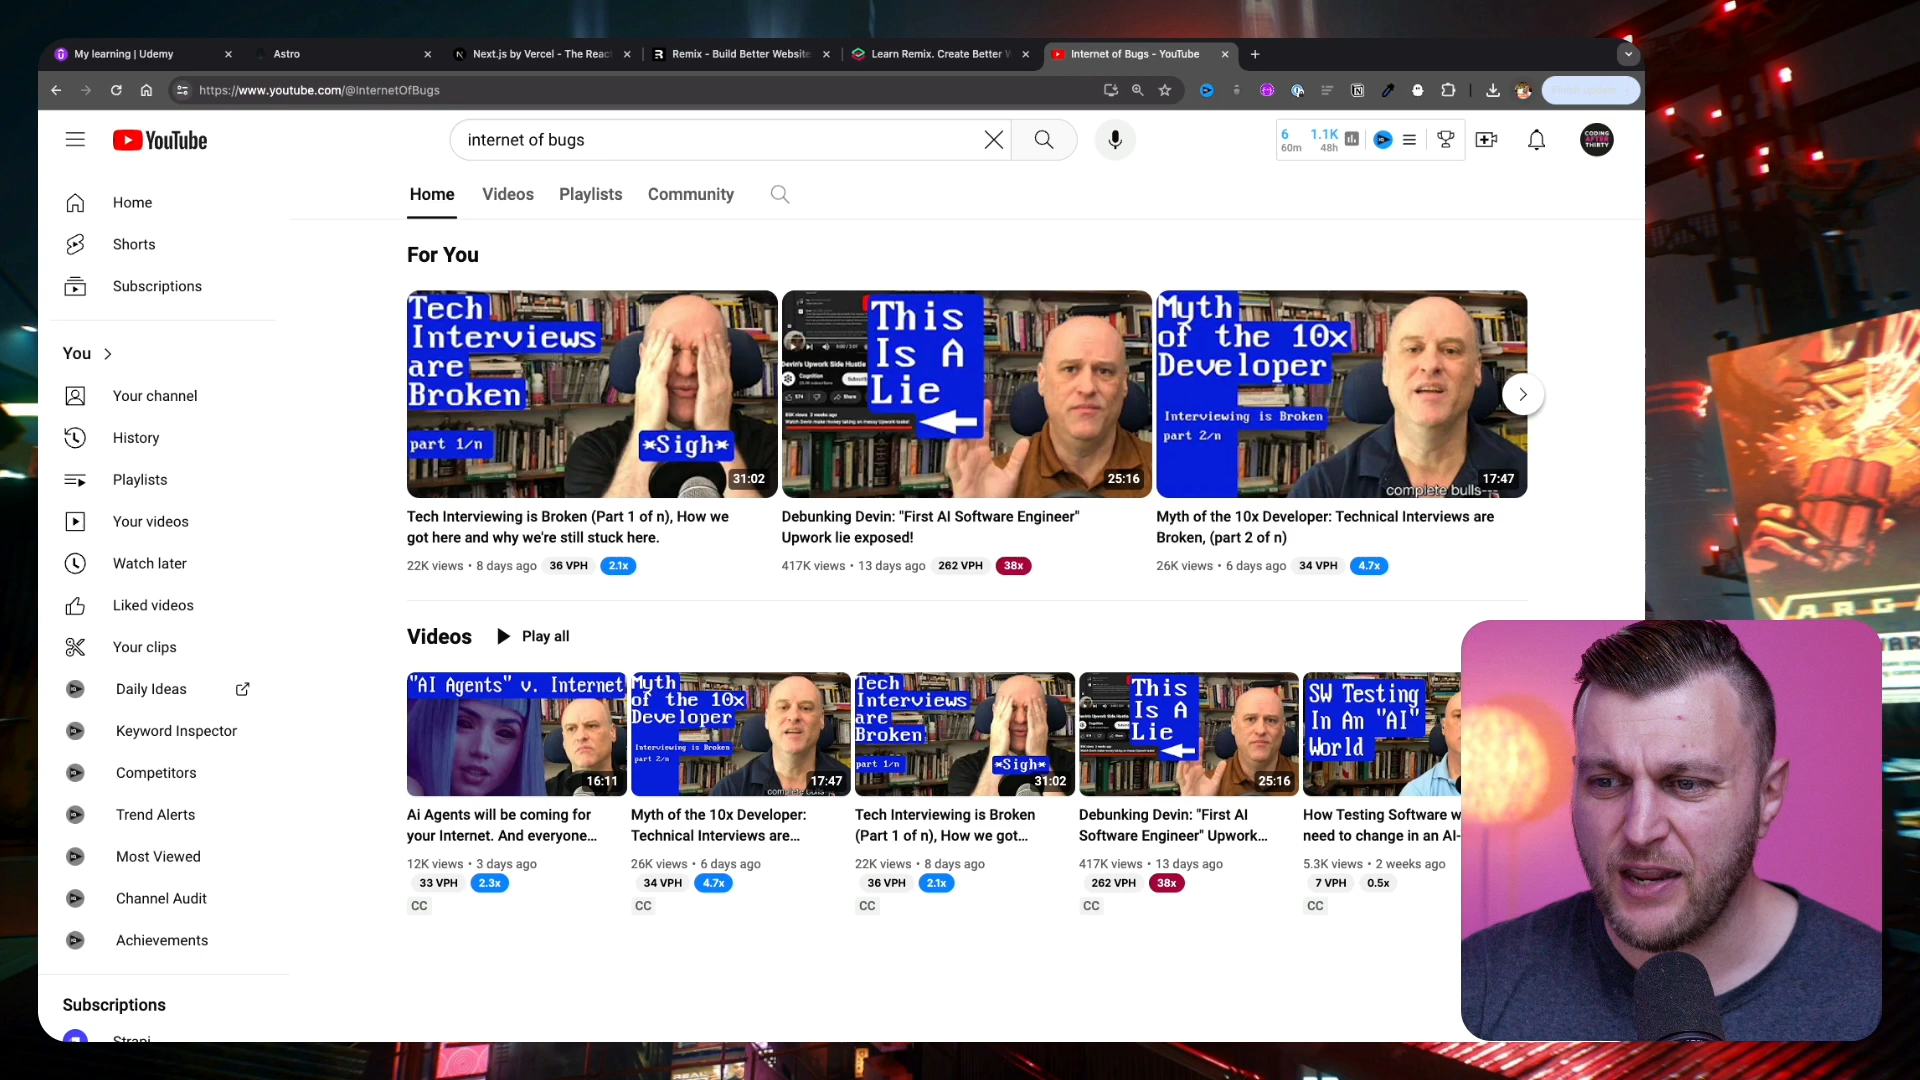 My learning | Udemy
Astro
Next.js by Vercel - The Reac
Remix - Build Better Website
Learn Remix. Create Better W
Internet of Bugs - YouTube
https://www.youtube.com/@InternetOfBugs
YouTube
internet of bugs
6
60m
1.1K
48h
CODING
AFTER
THIRTY
Home
Shorts
Subscriptions
You
Your channel
History
Playlists
Your videos
Watch later
Liked videos
Your clips
Daily Ideas
Keyword Inspector
Competitors
Trend Alerts
Most Viewed
Channel Audit
Achievements
Subscriptions
Strapi
Home
Videos
Playlists
Community
For You
Tech
Interviews
are
Broken
part 1/n
*Sigh*
31:02
Tech Interviewing is Broken (Part 1 of n), How we
got here and why we're still stuck here.
22K views • 8 days ago
36 VPH
2.1x
This
Is A
Lie
Devin's Upwork Side Hustle
Cognition
25:16
Debunking Devin: "First AI Software Engineer"
Upwork lie exposed!
417K views • 13 days ago
262 VPH
38x
Myth
of the 10x
Developer
Interviewing is Broken
part 2/n
complete bulls---
17:47
Myth of the 10x Developer: Technical Interviews are
Broken, (part 2 of n)
26K views • 6 days ago
34 VPH
4.7x
Videos
Play all
"AI Agents" v. Internet
16:11
Ai Agents will be coming for
your Internet. And everyone...
12K views • 3 days ago
33 VPH
2.3x
CC
Myth
of the 10x
Developer
Interviewing is Broken
part 2/n
17:47
Myth of the 10x Developer:
Technical Interviews are...
26K views • 6 days ago
34 VPH
4.7x
CC
Tech
Interviews
are
Broken
part 1/n
*Sigh*
31:02
Tech Interviewing is Broken
(Part 1 of n), How we got...
22K views • 8 days ago
36 VPH
2.1x
CC
This
Is A
Lie
25:16
Debunking Devin: "First AI
Software Engineer" Upwork...
417K views • 13 days ago
262 VPH
38x
CC
SW Testing
In An "AI"
World
How Testing Software w
need to change in an AI-
5.3K views • 2 weeks ago
7 VPH
0.5x
CC